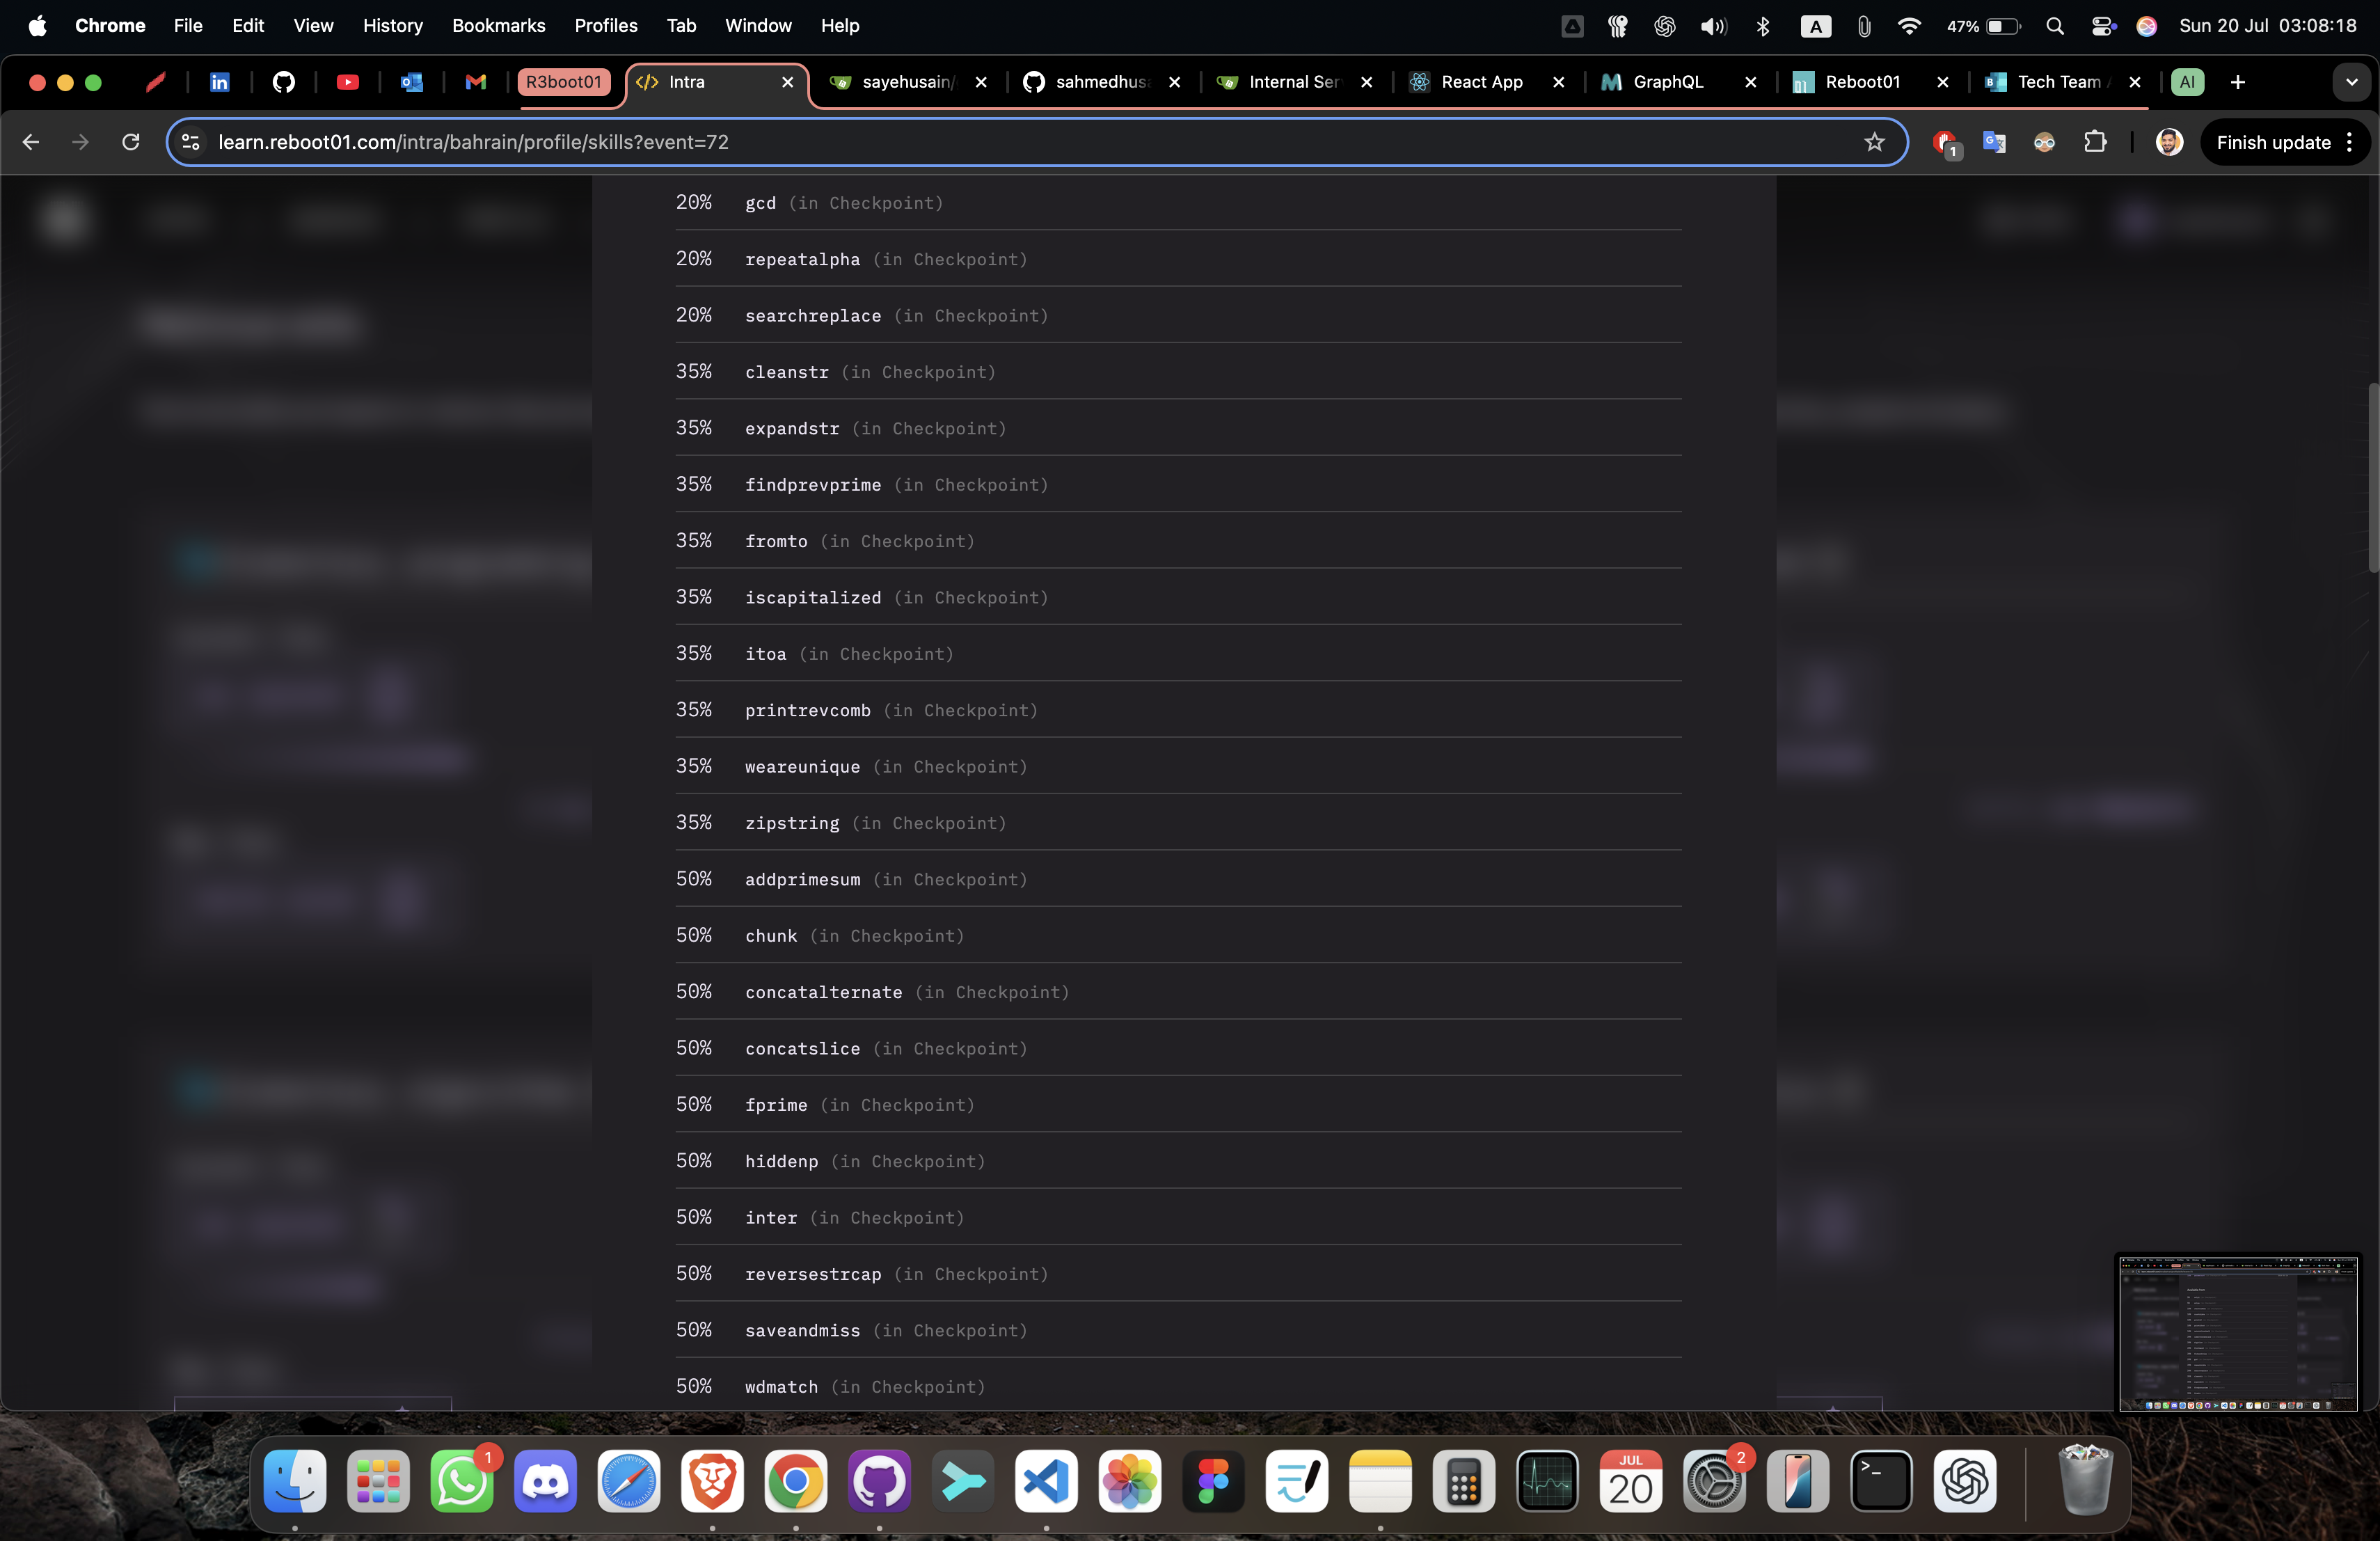 Chrome File Edit View History Bookmarks Profiles Tab Window Help A 47% Sun 20 Jul 03:08:18
R3boot01 Intra sayehusain/ sahmedhusa Internal Ser React App GraphQL Reboot01 Tech Team AI
learn.reboot01.com/intra/bahrain/profile/skills?event=72 1 Finish update
20% gcd (in Checkpoint)
20% repeatalpha (in Checkpoint)
20% searchreplace (in Checkpoint)
35% cleanstr (in Checkpoint)
35% expandstr (in Checkpoint)
35% findprevprime (in Checkpoint)
35% fromto (in Checkpoint)
35% iscapitalized (in Checkpoint)
35% itoa (in Checkpoint)
35% printrevcomb (in Checkpoint)
35% weareunique (in Checkpoint)
35% zipstring (in Checkpoint)
50% addprimesum (in Checkpoint)
50% chunk (in Checkpoint)
50% concatalternate (in Checkpoint)
50% concatslice (in Checkpoint)
50% fprime (in Checkpoint)
50% hiddenp (in Checkpoint)
50% inter (in Checkpoint)
50% reversestrcap (in Checkpoint)
50% saveandmiss (in Checkpoint)
50% wdmatch (in Checkpoint)
1 JUL 2
20